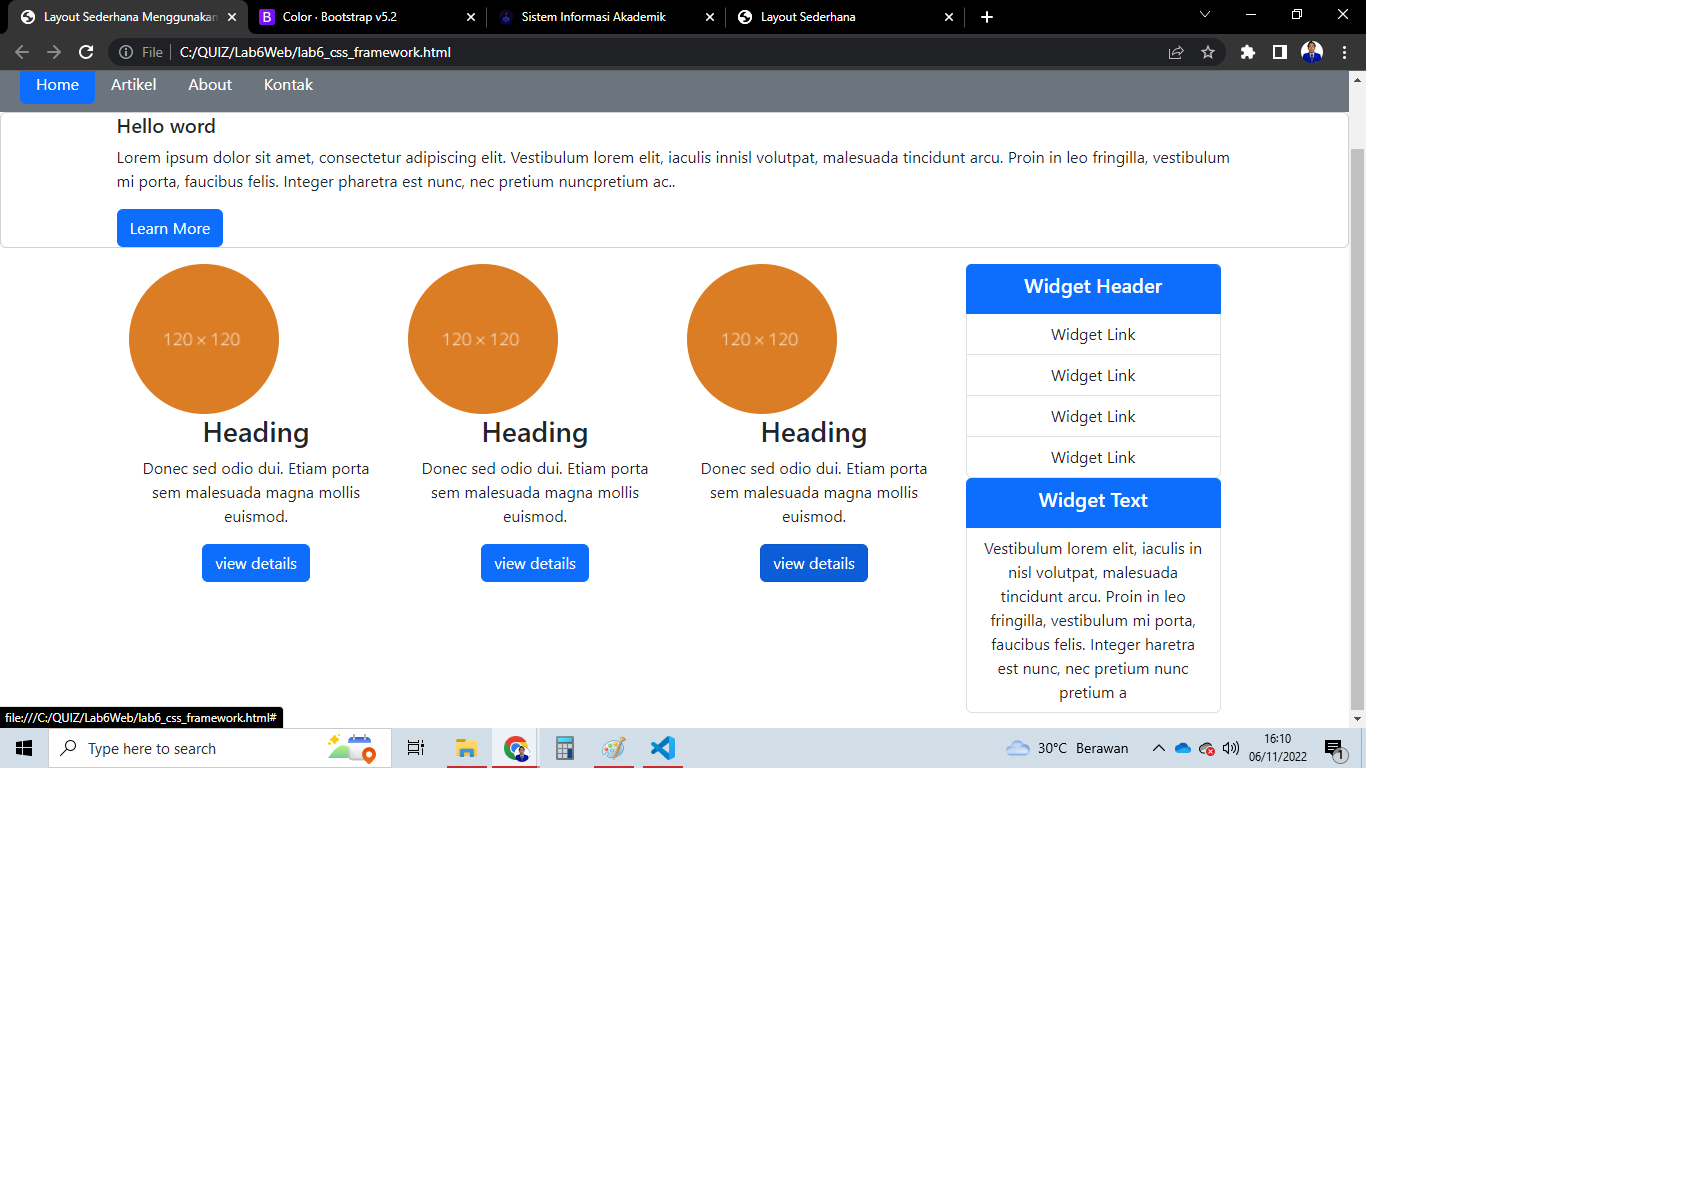 Layout Sederhana Menggunakan
Color · Bootstrap v5.2
Sistem Informasi Akademik
Layout Sederhana
File
C:/QUIZ/Lab6Web/lab6_css_framework.html
Home
Artikel
About
Kontak
Hello word
Lorem ipsum dolor sit amet, consectetur adipiscing elit. Vestibulum lorem elit, iaculis innisl volutpat, malesuada tincidunt arcu. Proin in leo fringilla, vestibulum
mi porta, faucibus felis. Integer pharetra est nunc, nec pretium nuncpretium ac..
Learn More
120 × 120
Heading
Donec sed odio dui. Etiam porta
sem malesuada magna mollis
euismod.
view details
120 × 120
Heading
Donec sed odio dui. Etiam porta
sem malesuada magna mollis
euismod.
view details
120 × 120
Heading
Donec sed odio dui. Etiam porta
sem malesuada magna mollis
euismod.
view details
Widget Header
Widget Link
Widget Link
Widget Link
Widget Link
Widget Text
Vestibulum lorem elit, iaculis in
nisl volutpat, malesuada
tincidunt arcu. Proin in leo
fringilla, vestibulum mi porta,
faucibus felis. Integer haretra
est nunc, nec pretium nunc
pretium a
file:///C:/QUIZ/Lab6Web/lab6_css_framework.html#
Type here to search
30°C Berawan
16:10
06/11/2022
1